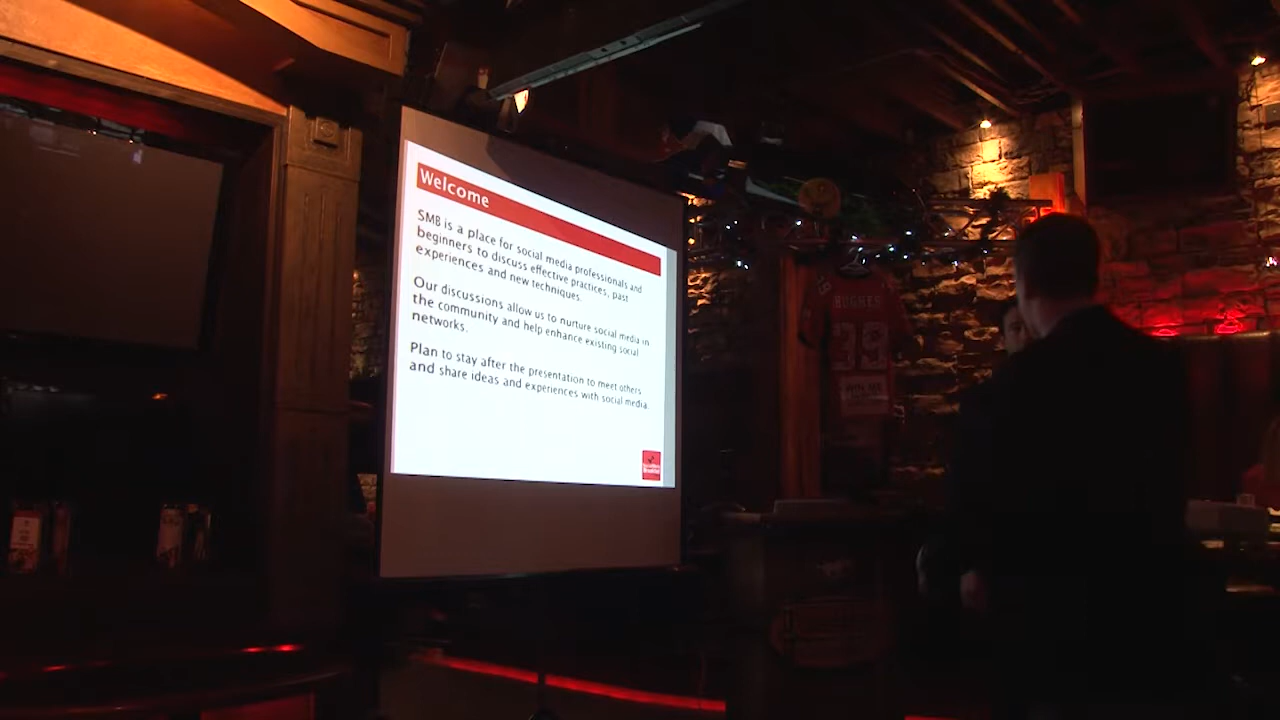 Welcome
SMB is a place for social media professionals and
beginners to discuss effective practices, past
experiences and new techniques.
Our discussions allow us to nurture social media in
the community and help enhance existing social
networks.
Plan to stay after the presentation to meet others
and share ideas and experiences with social media.
HUGHES
39